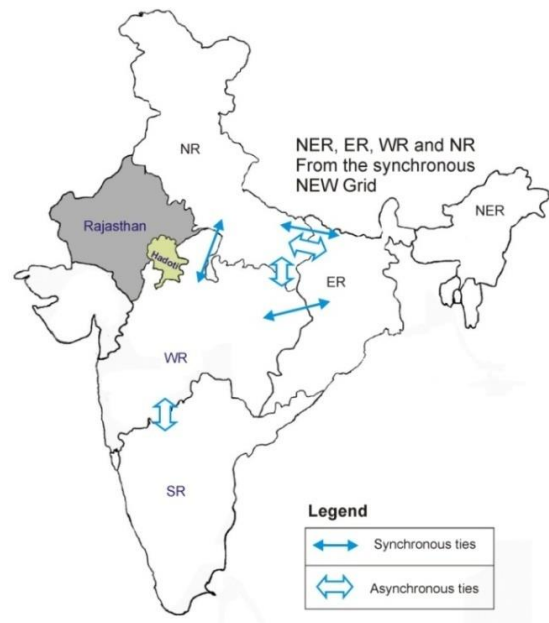 NR
NER, ER, WR and NR
From the synchronous
NEW Grid
NER
Rajasthan
Hadoti
ER
WR
SR
Legend
Synchronous ties
Asynchronous ties